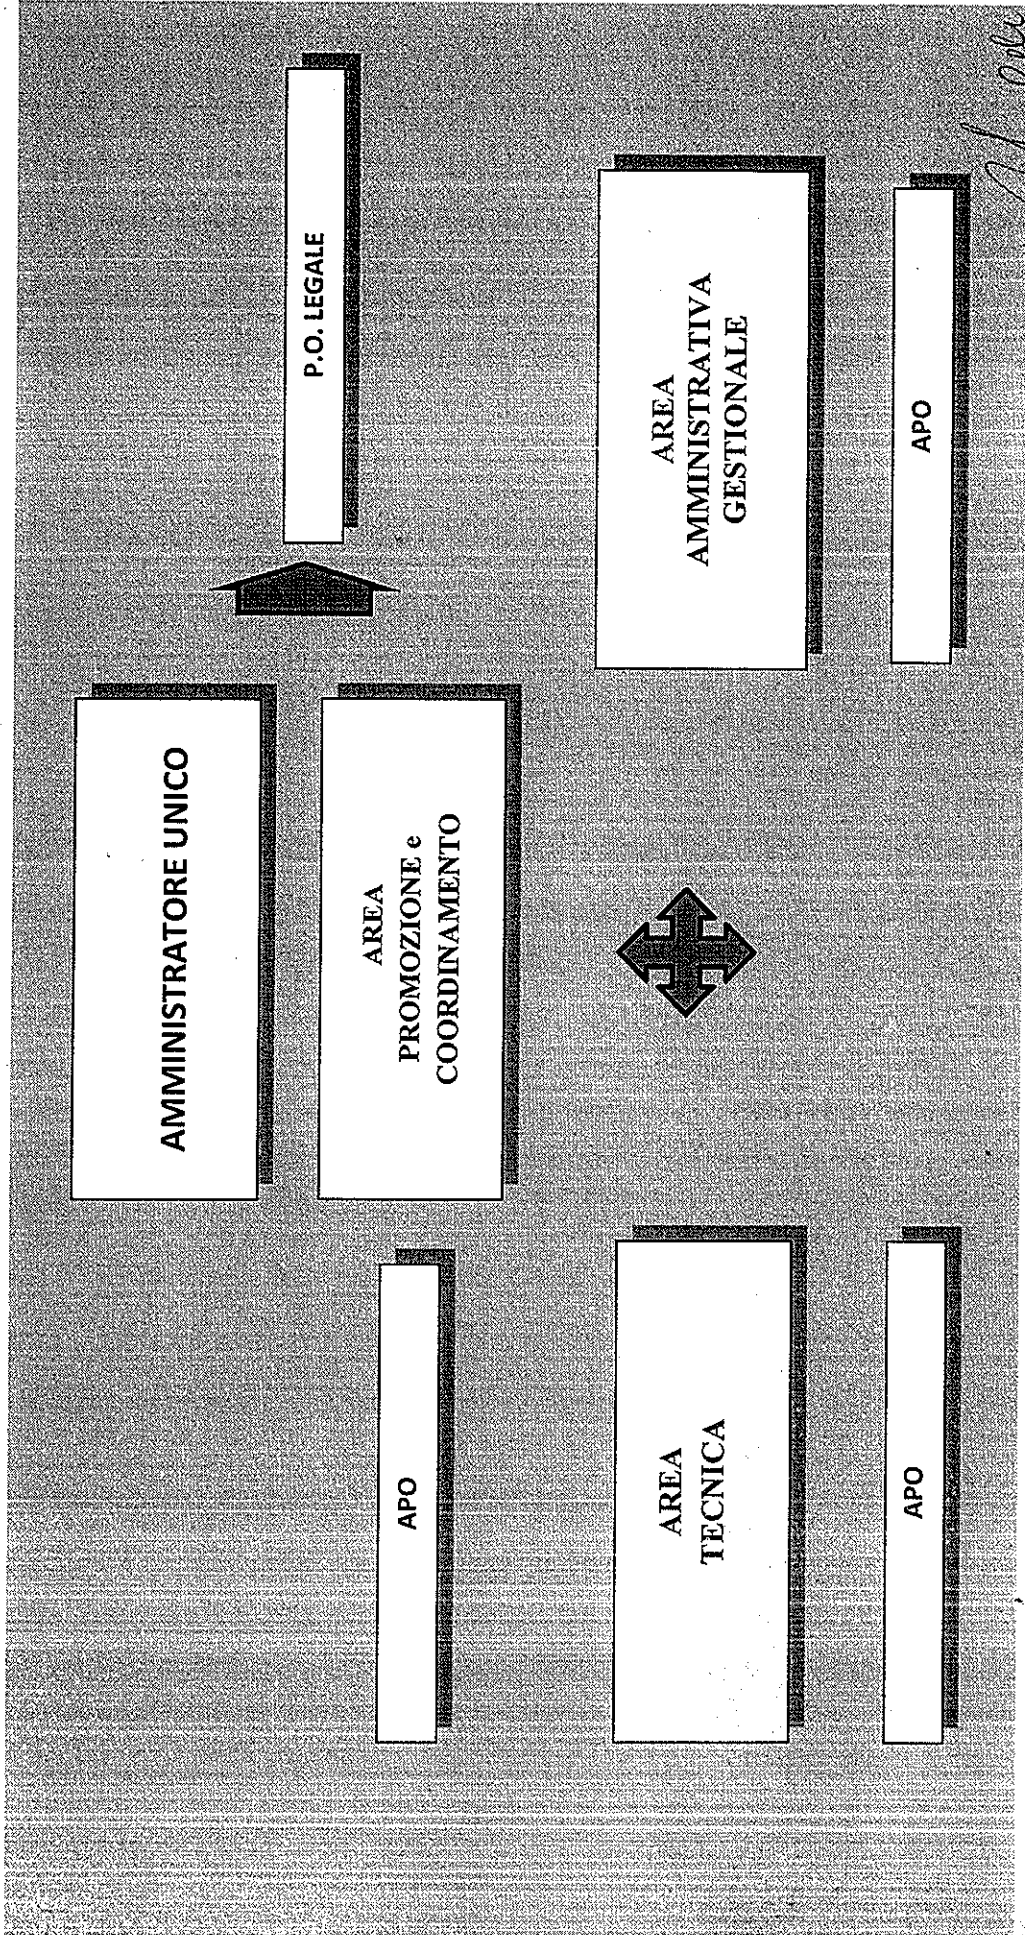 AMMINISTRATORE UNICO
P.O. LEGALE
AREA
PROMOZIONE e
COORDINAMENTO
APO
AREA
TECNICA
AREA
AMMINISTRATIVA
GESTIONALE
APO
APO